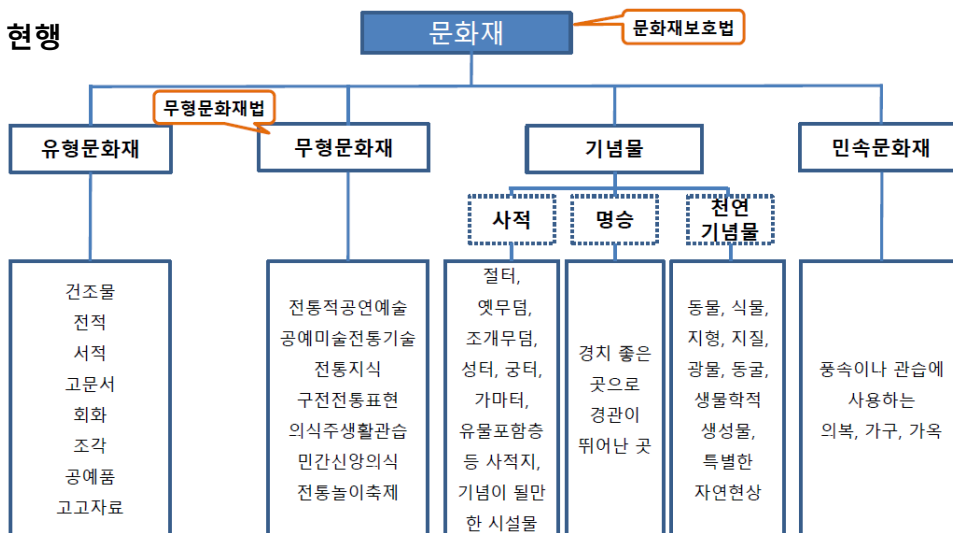 현행
문화재
문화재보호법
무형문화재법
유형문화재
무형문화재
기념물
민속문화재
사적
명승
천연
기념물
건조물
전적
서적
고문서
회화
조각
공예품
고고자료
전통적공연예술
공예미술전통기술
전통지식
구전전통표현
의식주생활관습
민간신앙의식
전통놀이축제
절터,
옛무덤,
조개무덤,
성터, 궁터,
가마터,
유물포함층
등 사적지,
기념이 될만
한 시설물
경치 좋은
곳으로
경관이
뛰어난 곳
동물, 식물,
지형, 지질,
광물, 동굴,
생물학적
생성물,
특별한
자연현상
풍속이나 관습에
사용하는
의복, 가구, 가옥